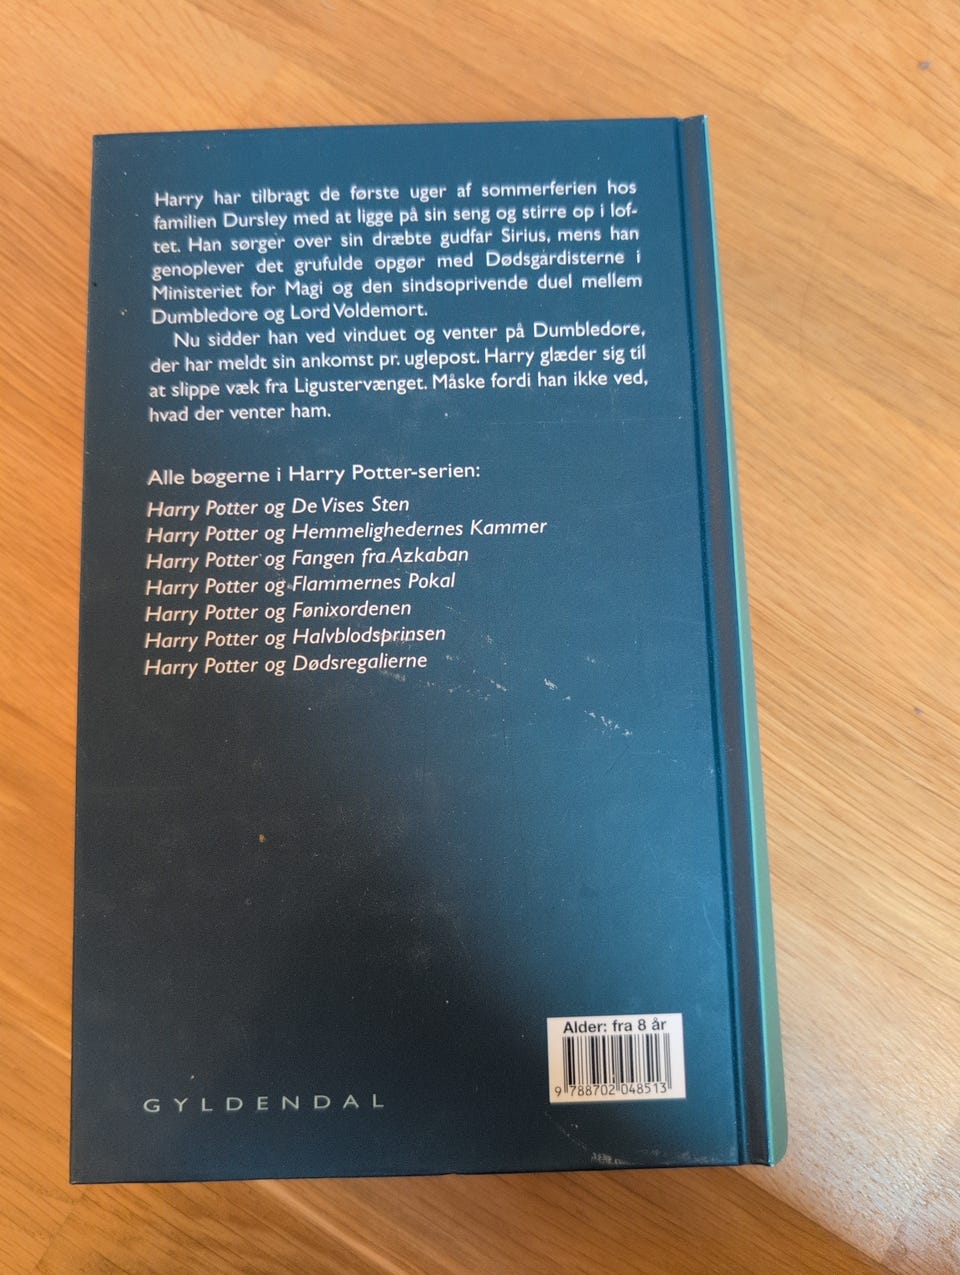 Harry har tilbragt de første uger af sommerferien hos
familien Dursley med at ligge på sin seng og stirre op i lof-
tet. Han sørger over sin dræbte gudfar Sirius, mens han
genoplever det grufulde opgør med Dødsgardisterne i
Ministeriet for Magi og den sindsoprivende duel mellem
Dumbledore og Lord Voldemort.
Nu sidder han ved vinduet og venter på Dumbledore,
der har meldt sin ankomst pr. uglepost. Harry glæder sig til
at slippe væk fra Ligustervænget. Måske fordi han ikke ved,
hvad der venter ham.
Alle bøgerne i Harry Potter-serien:
Harry Potter og De Vises Sten
Harry Potter og Hemmelighedernes Kammer
Harry Potter og Fangen fra Azkaban
Harry Potter og Flammernes Pokal
Harry Potter og Fønixordenen
Harry Potter og Halvblodsprinsen
Harry Potter og Dødsregalierne
Alder: fra 8 år
9 788702 048513
GYLDENDAL